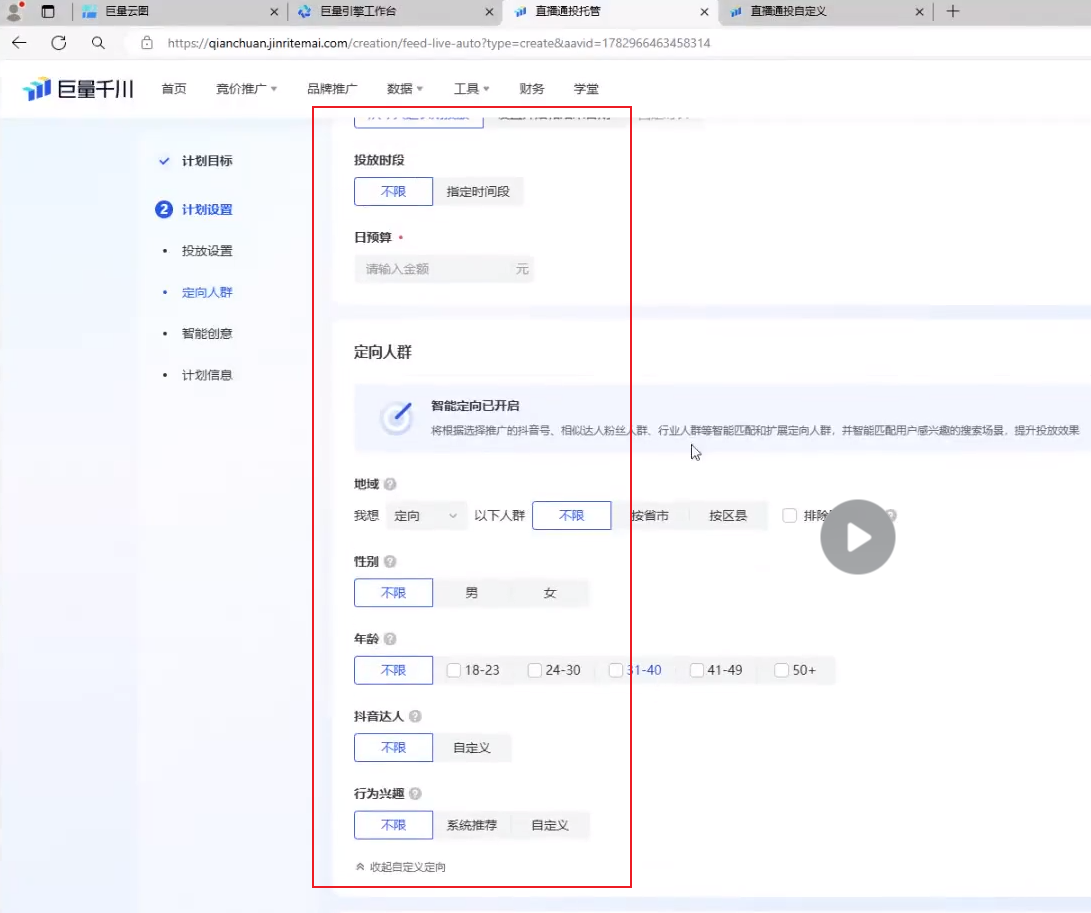 巨量云图
巨量引擎工作台
直播通投托管
直播通投自定义
https://qianchuan.jinritemai.com/creation/feed-live-auto?type=create&aavid=1782966463458314
巨量千川
首页
竞价推广
品牌推广
数据
工具
财务
学堂
计划目标
2 计划设置
投放设置
定向人群
智能创意
计划信息
投放时段
不限
指定时间段
日预算
请输入金额
元
定向人群
智能定向已开启
将根据选择推广的抖音号、相似达人粉丝人群、行业人群等智能匹配和扩展定向人群，并智能匹配用户感兴趣的搜索场景，提升投放效果
地域
我想 定向 以下人群 不限 按省市 按区县 排除
性别
不限 男 女
年龄
不限 18-23 24-30 31-40 41-49 50+
抖音达人
不限 自定义
行为兴趣
不限 系统推荐 自定义
收起自定义定向